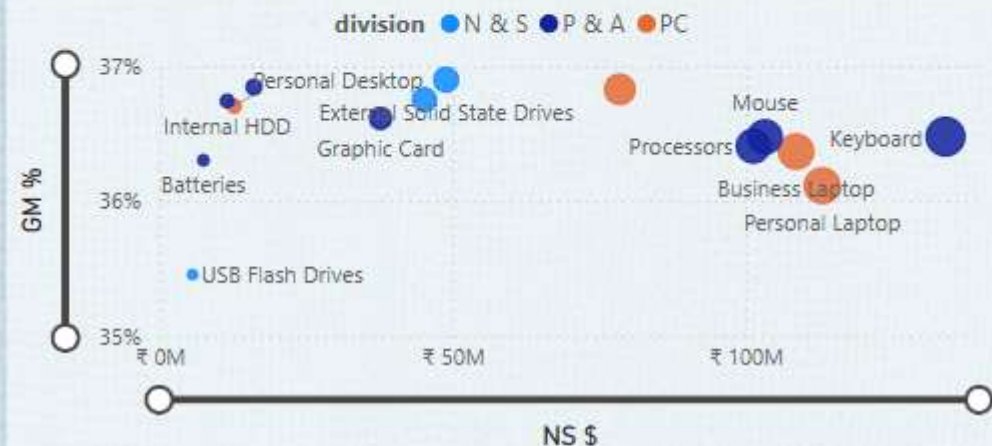 division N & S P & A PC
37%
Personal Desktop
External Solid State Drives
Mouse
Internal HDD
Graphic Card
Processors
Keyboard
Batteries
Business Laptop
36%
Personal Laptop
GM %
USB Flash Drives
35%
₹ 0M ₹ 50M ₹ 100M
NS $